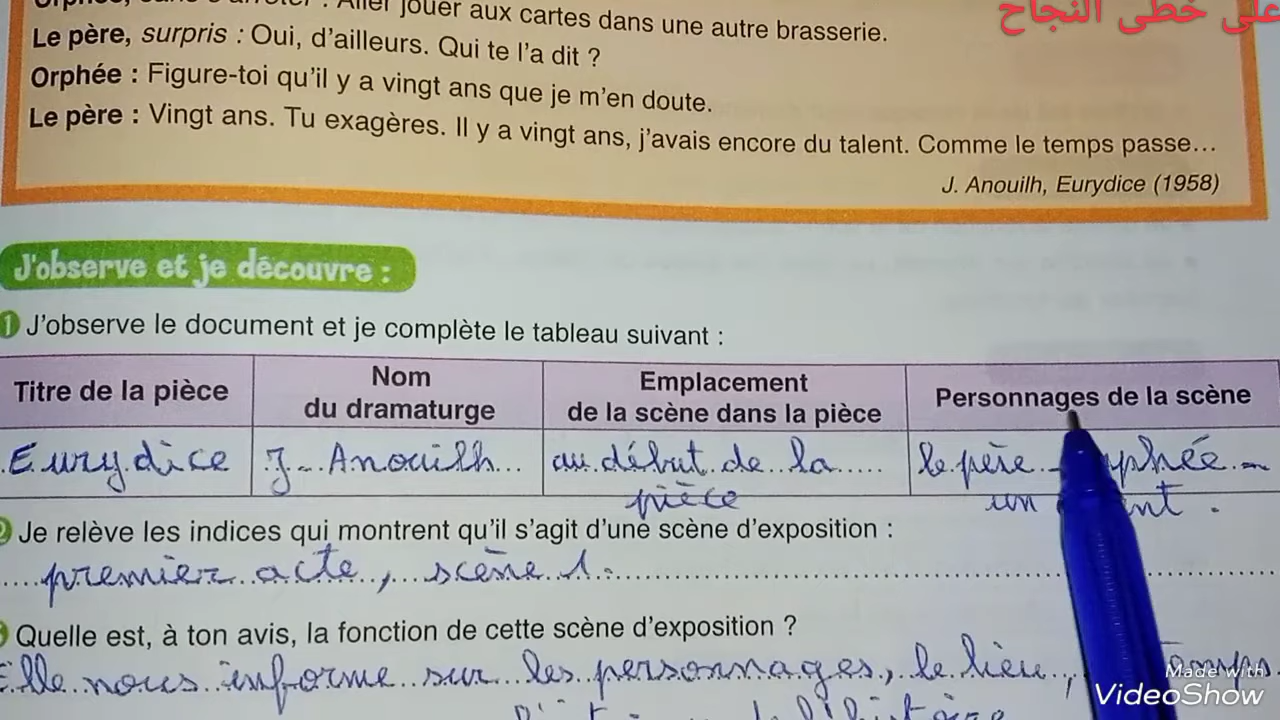 Aller jouer aux cartes dans une autre brasserie.
على خطى النجاح
Le père, surpris : Oui, d'ailleurs. Qui te l'a dit ?
Orphée : Figure-toi qu'il y a vingt ans que je m'en doute.
Le père : Vingt ans. Tu exagères. Il y a vingt ans, j'avais encore du talent. Comme le temps passe...
J. Anouilh, Eurydice (1958)
J'observe et je découvre :
1 J'observe le document et je complète le tableau suivant :
Titre de la pièce
Nom du dramaturge
Emplacement de la scène dans la pièce
Personnages de la scène
Eurydice
J. Anouilh
au début de la pièce
le père
un
Je relève les indices qui montrent qu'il s'agit d'une scène d'exposition :
premier acte, scène 1.
Quelle est, à ton avis, la fonction de cette scène d'exposition ?
Elle nous informe sur les personnages, le lieu,
Made with
VideoShow